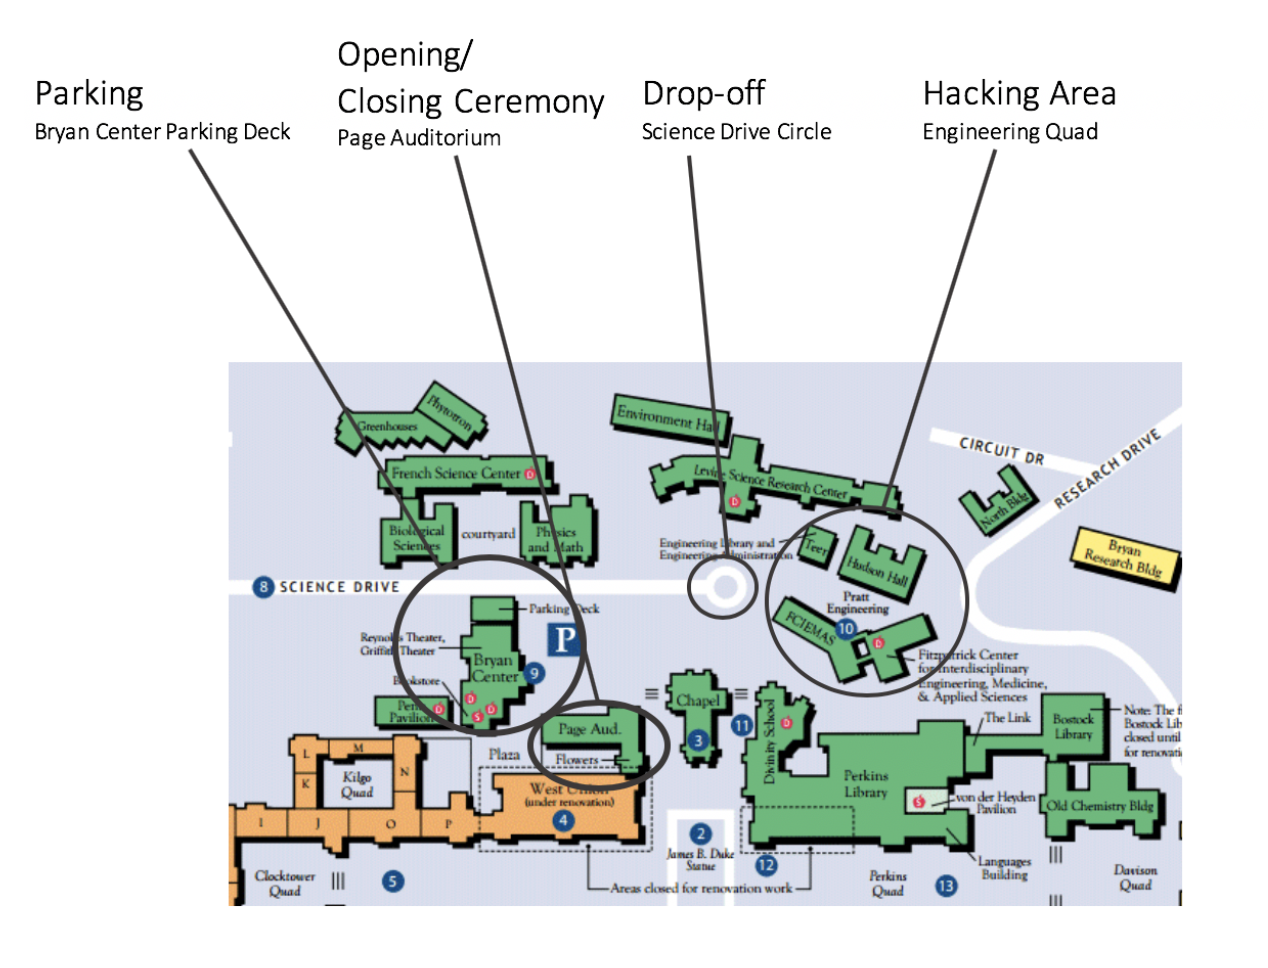 Opening/
Parking
Closing Ceremony
Drop-off
Hacking Area
Bryan Center Parking Deck
Page Auditorium
Science Drive Circle
Engineering Quad
Phytotron
Greenhouses
Environment Hall
CIRCUIT DR
RESEARCH DRIVE
French Science Center
D
Levine Science Research Center
D
North Bldg
Biological
Sciences
courtyard
Physics
and Math
Engineering Library and
Engineering Administration
Teer
Hudson Hall
Bryan
Research Bldg
8
SCIENCE DRIVE
Pratt
Engineering
Parking Deck
P
FCIEMAS
10
D
Reynolds Theater,
Griffith Theater
Bryan
Center
9
Fitzpatrick Center
for Interdisciplinary
Engineering, Medicine,
& Applied Sciences
Bookstore
D
D
S
Pavilion
D
Chapel
3
11
Divinity School
D
The Link
Bostock
Library
Note: The f
Bostock Lib
closed until
for renovati
Page Aud.
Flowers
Plaza
L
M
N
K
Kilgo
Quad
I
J
O
P
West Union
(under renovation)
4
Perkins
Library
S
von der Heyden
Pavilion
Old Chemistry Bldg
2
James B. Duke
Statue
12
Languages
Building
Clocktower
Quad
5
Areas closed for renovation work
Perkins
Quad
13
Davison
Quad